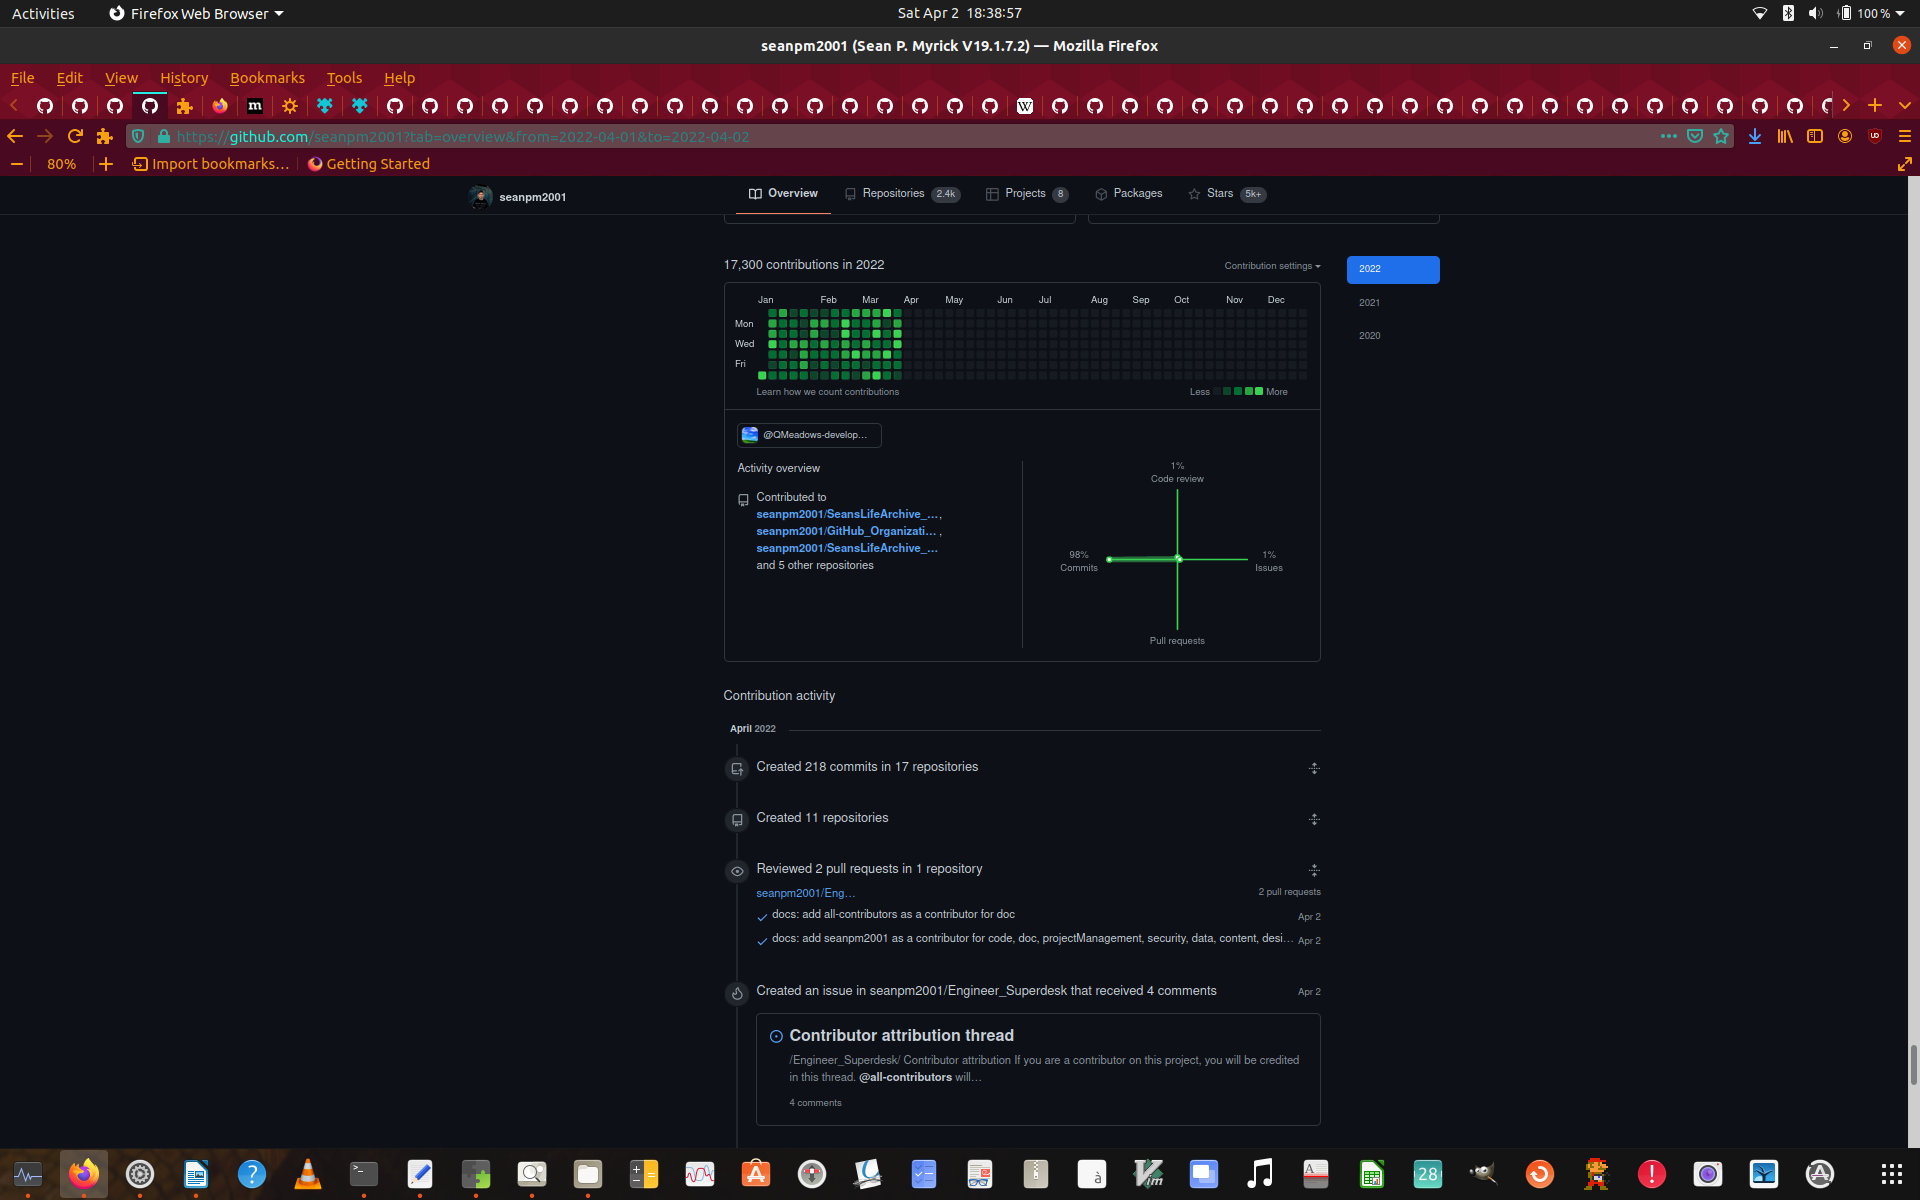 Activities
Firefox Web Browser
Sat Apr 2 18:38:57
100 %
seanpm2001 (Sean P. Myrick V19.1.7.2) — Mozilla Firefox
File Edit View History Bookmarks Tools Help
https://github.com/seanpm2001?tab=overview&from=2022-04-01&to=2022-04-02
80%
Import bookmarks…
Getting Started
seanpm2001
Overview
Repositories 2.4k
Projects 8
Packages
Stars 5k+
17,300 contributions in 2022
Contribution settings
2022
2021
2020
Jan Feb Mar Apr May Jun Jul Aug Sep Oct Nov Dec
Mon
Wed
Fri
Learn how we count contributions
Less More
@QMeadows-develop…
Activity overview
Contributed to
seanpm2001/SeansLifeArchive_… ,
seanpm2001/GitHub_Organizati… ,
seanpm2001/SeansLifeArchive_…
and 5 other repositories
1%
Code review
98%
Commits
1%
Issues
Pull requests
Contribution activity
April 2022
Created 218 commits in 17 repositories
Created 11 repositories
Reviewed 2 pull requests in 1 repository
seanpm2001/Eng…
2 pull requests
docs: add all-contributors as a contributor for doc
Apr 2
docs: add seanpm2001 as a contributor for code, doc, projectManagement, security, data, content, desi…
Apr 2
Created an issue in seanpm2001/Engineer_Superdesk that received 4 comments
Apr 2
Contributor attribution thread
/Engineer_Superdesk/ Contributor attribution If you are a contributor on this project, you will be credited
in this thread. @all-contributors will…
4 comments
28